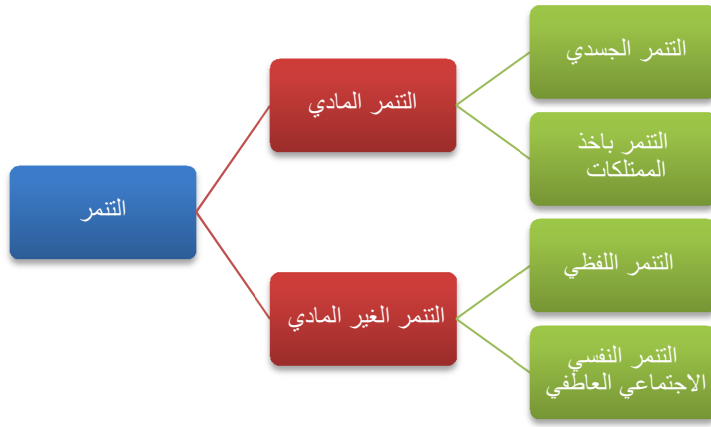 التنمر
التنمر المادي
التنمر الجسدي
التنمر باخذ
الممتلكات
التنمر الغير المادي
التنمر اللفظي
التنمر النفسي
الاجتماعي العاطفي